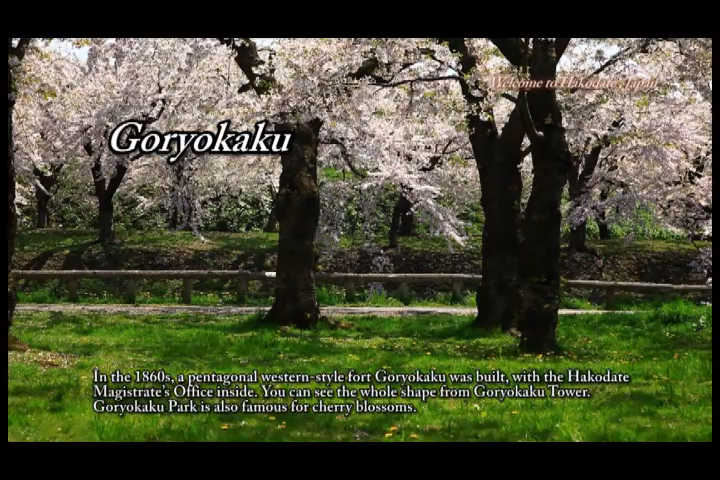 Welcome to Hakodate, Japan
Goryokaku
In the 1860s, a pentagonal western-style fort Goryokaku was built, with the Hakodate
Magistrate's Office inside. You can see the whole shape from Goryokaku Tower.
Goryokaku Park is also famous for cherry blossoms.